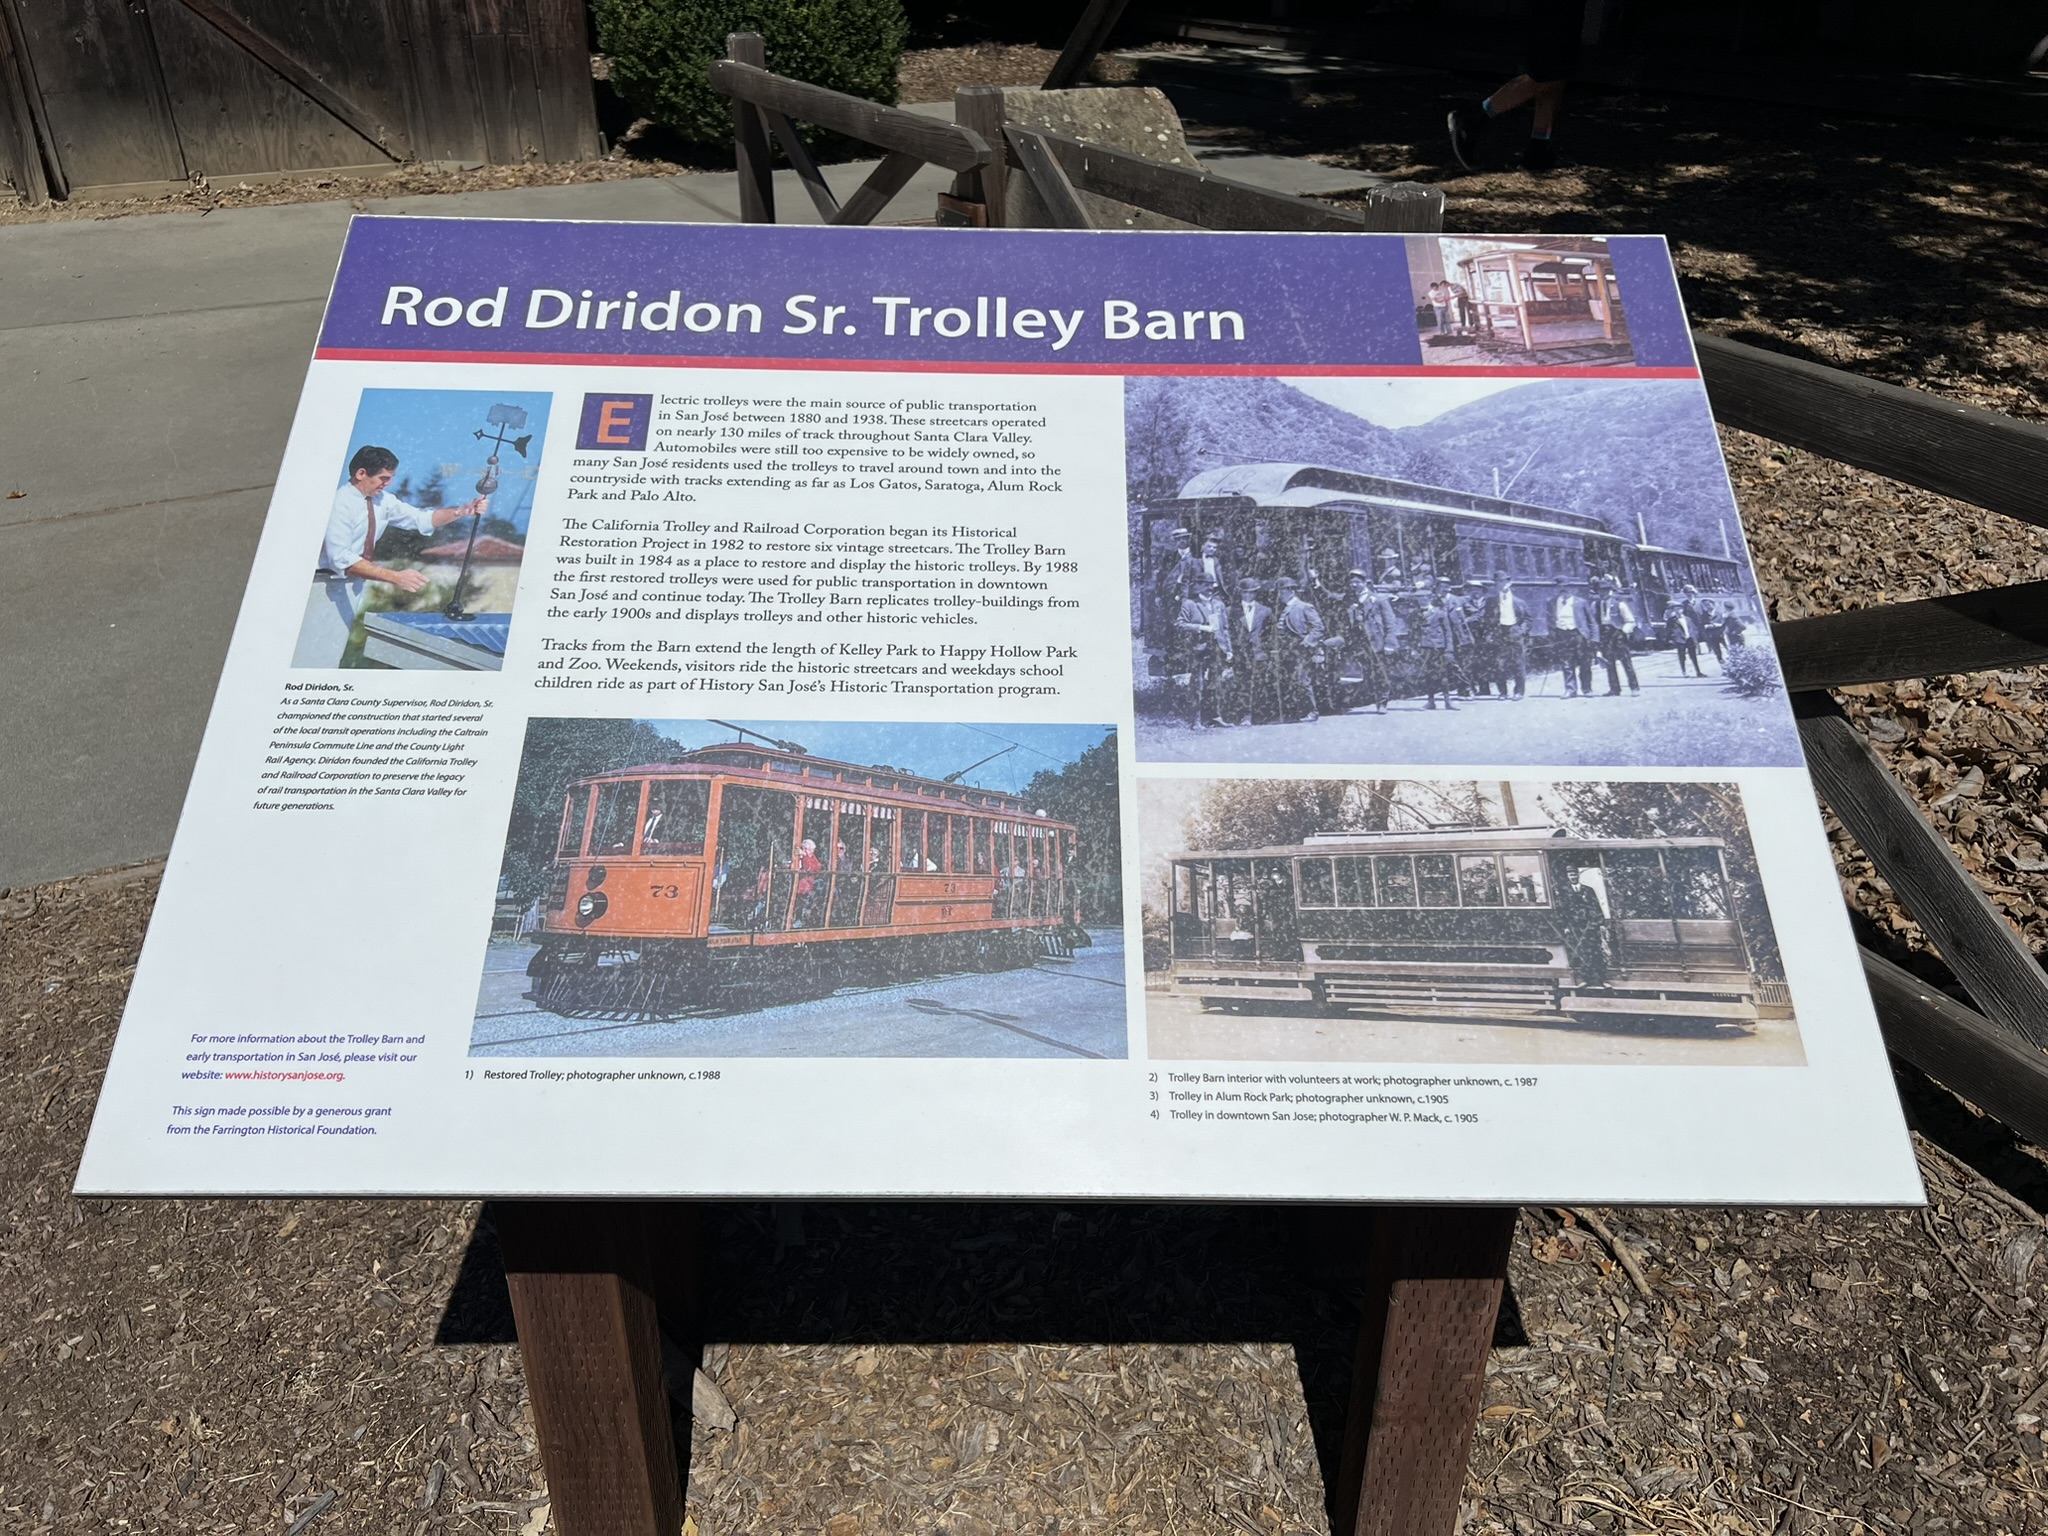 Rod Diridon Sr. Trolley Barn
Electric trolleys were the main source of public transportation
in San José between 1880 and 1938. These streetcars operated
on nearly 130 miles of track throughout Santa Clara Valley.
Automobiles were still too expensive to be widely owned, so
many San José residents used the trolleys to travel around town and into the
countryside with tracks extending as far as Los Gatos, Saratoga, Alum Rock
Park and Palo Alto.
The California Trolley and Railroad Corporation began its Historical
Restoration Project in 1982 to restore six vintage streetcars. The Trolley Barn
was built in 1984 as a place to restore and display the historic trolleys. By 1988
the first restored trolleys were used for public transportation in downtown
San José and continue today. The Trolley Barn replicates trolley-buildings from
the early 1900s and displays trolleys and other historic vehicles.
Tracks from the Barn extend the length of Kelley Park to Happy Hollow Park
and Zoo. Weekends, visitors ride the historic streetcars and weekdays school
children ride as part of History San José's Historic Transportation program.
Rod Diridon, Sr.
As a Santa Clara County Supervisor, Rod Diridon, Sr.
championed the construction that started several
of the local transit operations including the Caltrain
Peninsula Commute Line and the County Light
Rail Agency. Diridon founded the California Trolley
and Railroad Corporation to preserve the legacy
of rail transportation in the Santa Clara Valley for
future generations.
73
73
For more information about the Trolley Barn and
early transportation in San José, please visit our
website: www.historysanjose.org.
This sign made possible by a generous grant
from the Farrington Historical Foundation.
1) Restored Trolley; photographer unknown, c.1988
2) Trolley Barn interior with volunteers at work; photographer unknown, c. 1987
3) Trolley in Alum Rock Park; photographer unknown, c.1905
4) Trolley in downtown San Jose; photographer W. P. Mack, c. 1905